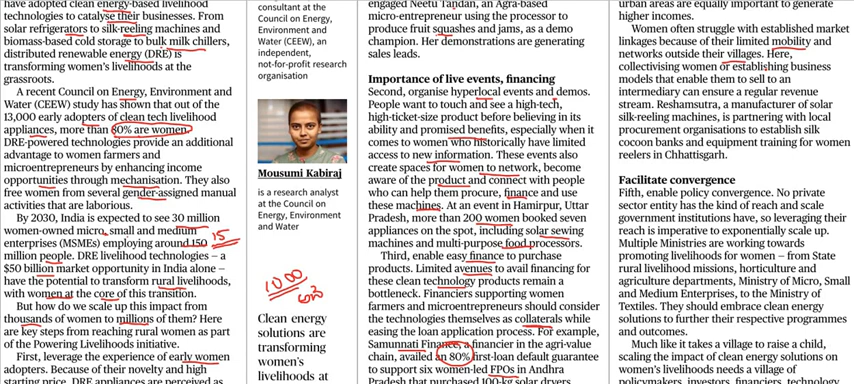 have adopted clean energy-based livelihood
technologies to catalyse their businesses. From
solar refrigerators to silk-reeling machines and
biomass-based cold storage to bulk milk chillers,
distributed renewable energy (DRE) is
transforming women's livelihoods at the
grassroots.
A recent Council on Energy, Environment and
Water (CEEW) study has shown that out of the
13,000 early adopters of clean tech livelihood
appliances, more than 80% are women.
DRE-powered technologies provide an additional
advantage to women farmers and
microentrepreneurs by enhancing income
opportunities through mechanisation. They also
free women from several gender-assigned manual
activities that are laborious.
By 2030, India is expected to see 30 million
women-owned micro, small and medium
enterprises (MSMEs) employing around 150
15
million people. DRE livelihood technologies – a
$50 billion market opportunity in India alone –
have the potential to transform rural livelihoods,
with women at the core of this transition.
But how do we scale up this impact from
thousands of women to millions of them? Here
are key steps from reaching rural women as part
of the Powering Livelihoods initiative.
First, leverage the experience of early women
adopters. Because of their novelty and high
starting price, DRE appliances are perceived as
consultant at the
Council on Energy,
Environment and
Water (CEEW), an
independent,
not-for-profit research
organisation
Mousumi Kabiraj
is a research analyst
at the Council on
Energy, Environment
and Water
1000
Clean energy
solutions are
transforming
women's
livelihoods at
engaged Neetu Tandan, an Agra-based
micro-entrepreneur using the processor to
produce fruit squashes and jams, as a demo
champion. Her demonstrations are generating
sales leads.
Importance of live events, financing
Second, organise hyperlocal events and demos.
People want to touch and see a high-tech,
high-ticket-size product before believing in its
ability and promised benefits, especially when it
comes to women who historically have limited
access to new information. These events also
create spaces for women to network, become
aware of the product and connect with people
who can help them procure, finance and use
these machines. At an event in Hamirpur, Uttar
Pradesh, more than 200 women booked seven
appliances on the spot, including solar sewing
machines and multi-purpose food processors.
Third, enable easy finance to purchase
products. Limited avenues to avail financing for
these clean technology products remain a
bottleneck. Financiers supporting women
farmers and microentrepreneurs should consider
the technologies themselves as collaterals while
easing the loan application process. For example,
Samunnati Finance, a financier in the agri-value
chain, availed an 80% first-loan default guarantee
to support six women-led FPOs in Andhra
Pradesh that purchased 100-kg solar dryers
urban areas are equally important to generate
higher incomes.
Women often struggle with established market
linkages because of their limited mobility and
networks outside their villages. Here,
collectivising women or establishing business
models that enable them to sell to an
intermediary can ensure a regular revenue
stream. Reshamsutra, a manufacturer of solar
silk-reeling machines, is partnering with local
procurement organisations to establish silk
cocoon banks and equipment training for women
reelers in Chhattisgarh.
Facilitate convergence
Fifth, enable policy convergence. No private
sector entity has the kind of reach and scale
government institutions have, so leveraging their
reach is imperative to exponentially scale up.
Multiple Ministries are working towards
promoting livelihoods for women – from State
rural livelihood missions, horticulture and
agriculture departments, Ministry of Micro, Small
and Medium Enterprises, to the Ministry of
Textiles. They should embrace clean energy
solutions to further their respective programmes
and outcomes.
Much like it takes a village to raise a child,
scaling the impact of clean energy solutions on
women's livelihoods needs a village of
policymakers, investors, financiers, technology